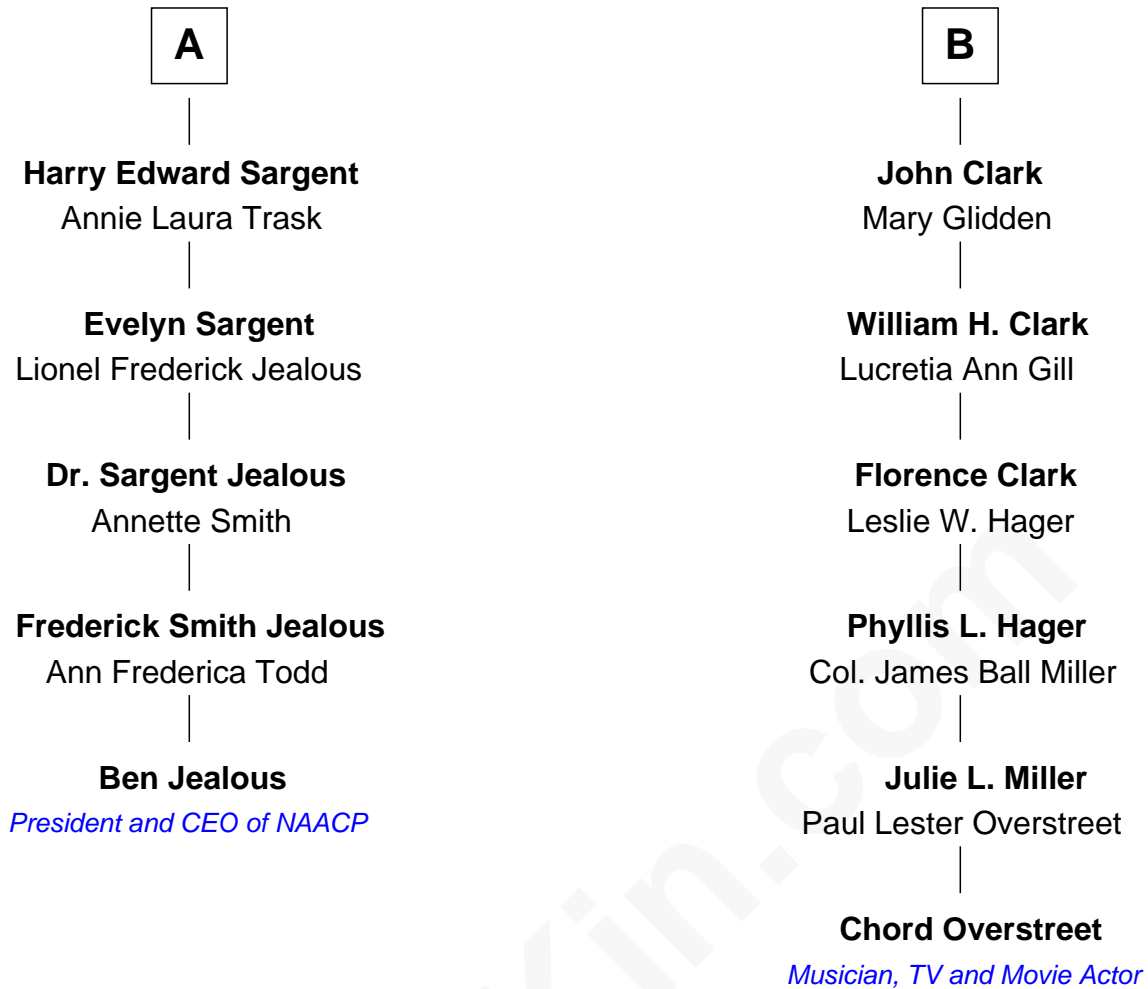 A
Harry Edward Sargent
Annie Laura Trask
Evelyn Sargent
Lionel Frederick Jealous
Dr. Sargent Jealous
Annette Smith
Frederick Smith Jealous
Ann Frederica Todd
Ben Jealous
President and CEO of NAACP
B
John Clark
Mary Glidden
William H. Clark
Lucretia Ann Gill
Florence Clark
Leslie W. Hager
Phyllis L. Hager
Col. James Ball Miller
Julie L. Miller
Paul Lester Overstreet
Chord Overstreet
Musician, TV and Movie Actor
Kin.com